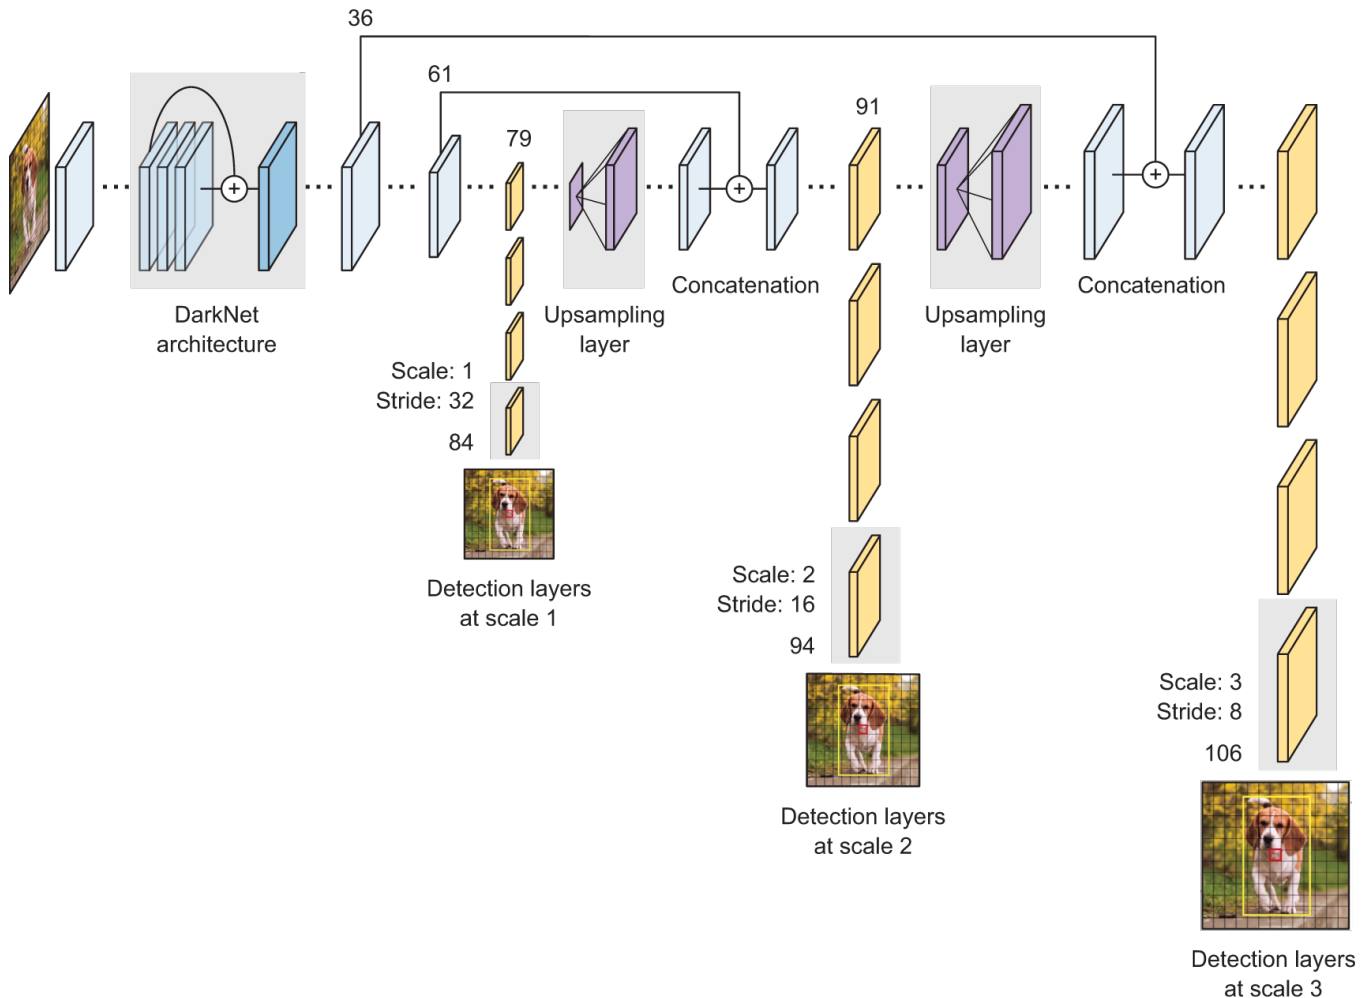 36
61
79
91
DarkNet
architecture
Upsampling
layer
Concatenation
Upsampling
layer
Concatenation
Scale: 1
Stride: 32
84
Detection layers
at scale 1
Scale: 2
Stride: 16
94
Detection layers
at scale 2
Scale: 3
Stride: 8
106
Detection layers
at scale 3